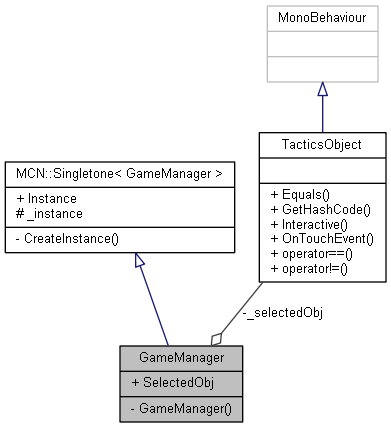 MonoBehaviour
TacticsObject
+ Equals()
+ GetHashCode()
+ Interactive()
+ OnTouchEvent()
+ operator==()
+ operator!=()
MCN::Singletone< GameManager >
+ Instance
# _instance
- CreateInstance()
-_selectedObj
GameManager
+ SelectedObj
- GameManager()